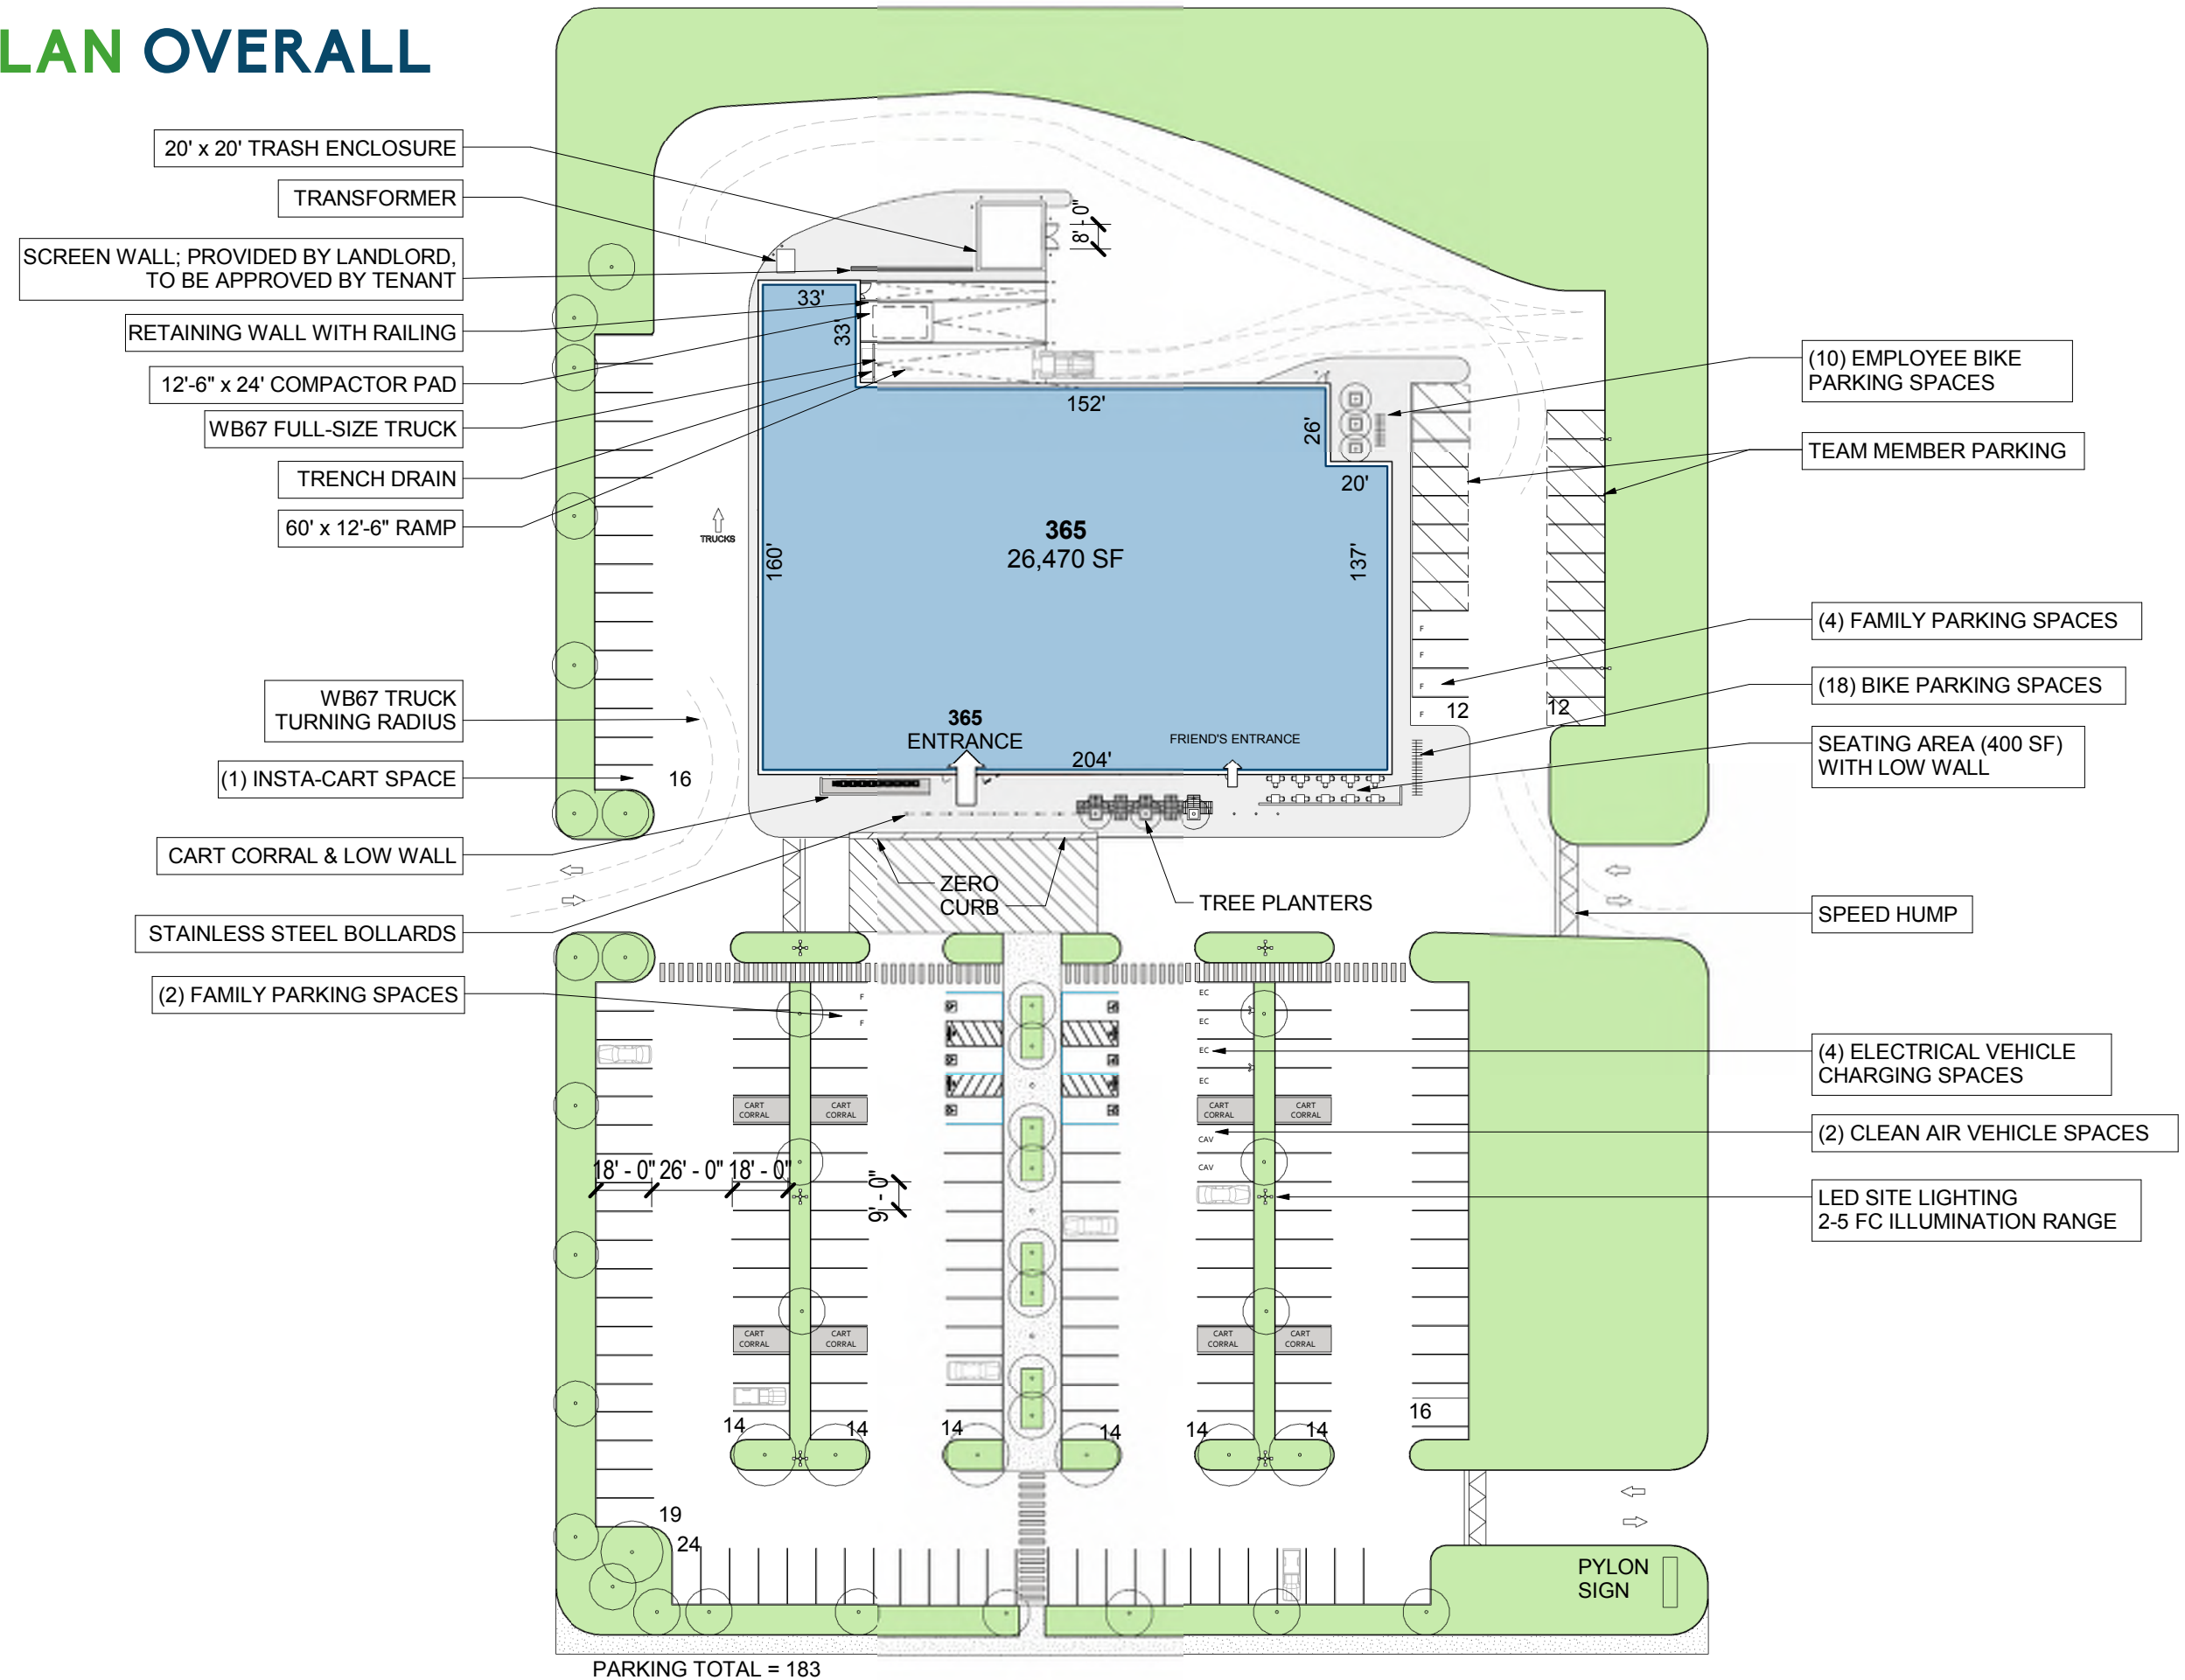 LAN OVERALL
20' x 20' TRASH ENCLOSURE
TRANSFORMER
SCREEN WALL; PROVIDED BY LANDLORD,
TO BE APPROVED BY TENANT
RETAINING WALL WITH RAILING
12'-6" x 24' COMPACTOR PAD
WB67 FULL-SIZE TRUCK
TRENCH DRAIN
60' x 12'-6" RAMP
WB67 TRUCK
TURNING RADIUS
(1) INSTA-CART SPACE
CART CORRAL & LOW WALL
STAINLESS STEEL BOLLARDS
(2) FAMILY PARKING SPACES
8' - 0"
33'
33'
152'
26'
20'
160'
137'
204'
TRUCKS
365
26,470 SF
365
ENTRANCE
FRIEND'S ENTRANCE
16
12
12
F
F
F
F
ZERO
CURB
TREE PLANTERS
(10) EMPLOYEE BIKE
PARKING SPACES
TEAM MEMBER PARKING
(4) FAMILY PARKING SPACES
(18) BIKE PARKING SPACES
SEATING AREA (400 SF)
WITH LOW WALL
SPEED HUMP
(4) ELECTRICAL VEHICLE
CHARGING SPACES
(2) CLEAN AIR VEHICLE SPACES
LED SITE LIGHTING
2-5 FC ILLUMINATION RANGE
F
F
EC
EC
EC
EC
CART
CORRAL
CART
CORRAL
CART
CORRAL
CART
CORRAL
CAV
CAV
18' - 0" 26' - 0" 18' - 0"
9' - 0"
CART
CORRAL
CART
CORRAL
CART
CORRAL
CART
CORRAL
14
14
14
14
14
14
16
19
24
PYLON
SIGN
PARKING TOTAL = 183